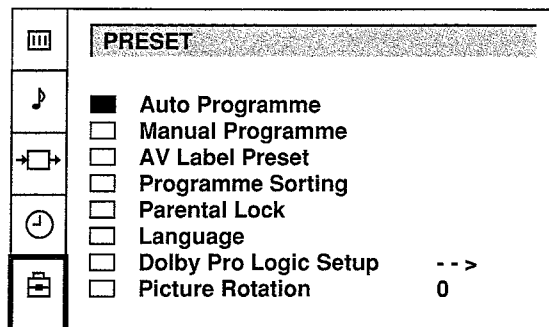 PRESET
Auto Programme
Manual Programme
AV Label Preset
Programme Sorting
Parental Lock
Language
Dolby Pro Logic Setup - - >
Picture Rotation 0